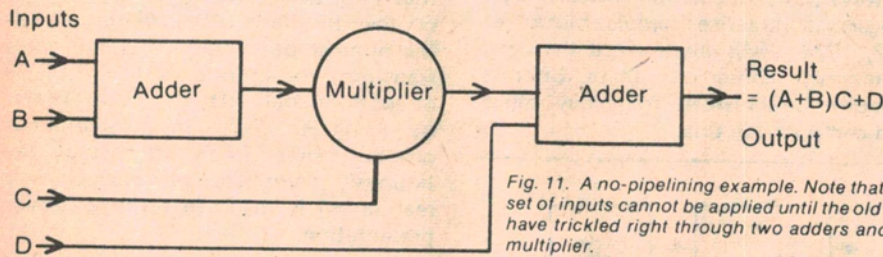 Inputs
A
B
C
D
Adder
Multiplier
Adder
Result
= (A+B)C+D
Output
Fig. 11. A no-pipelining example. Note that
set of inputs cannot be applied until the old
have trickled right through two adders and
multiplier.